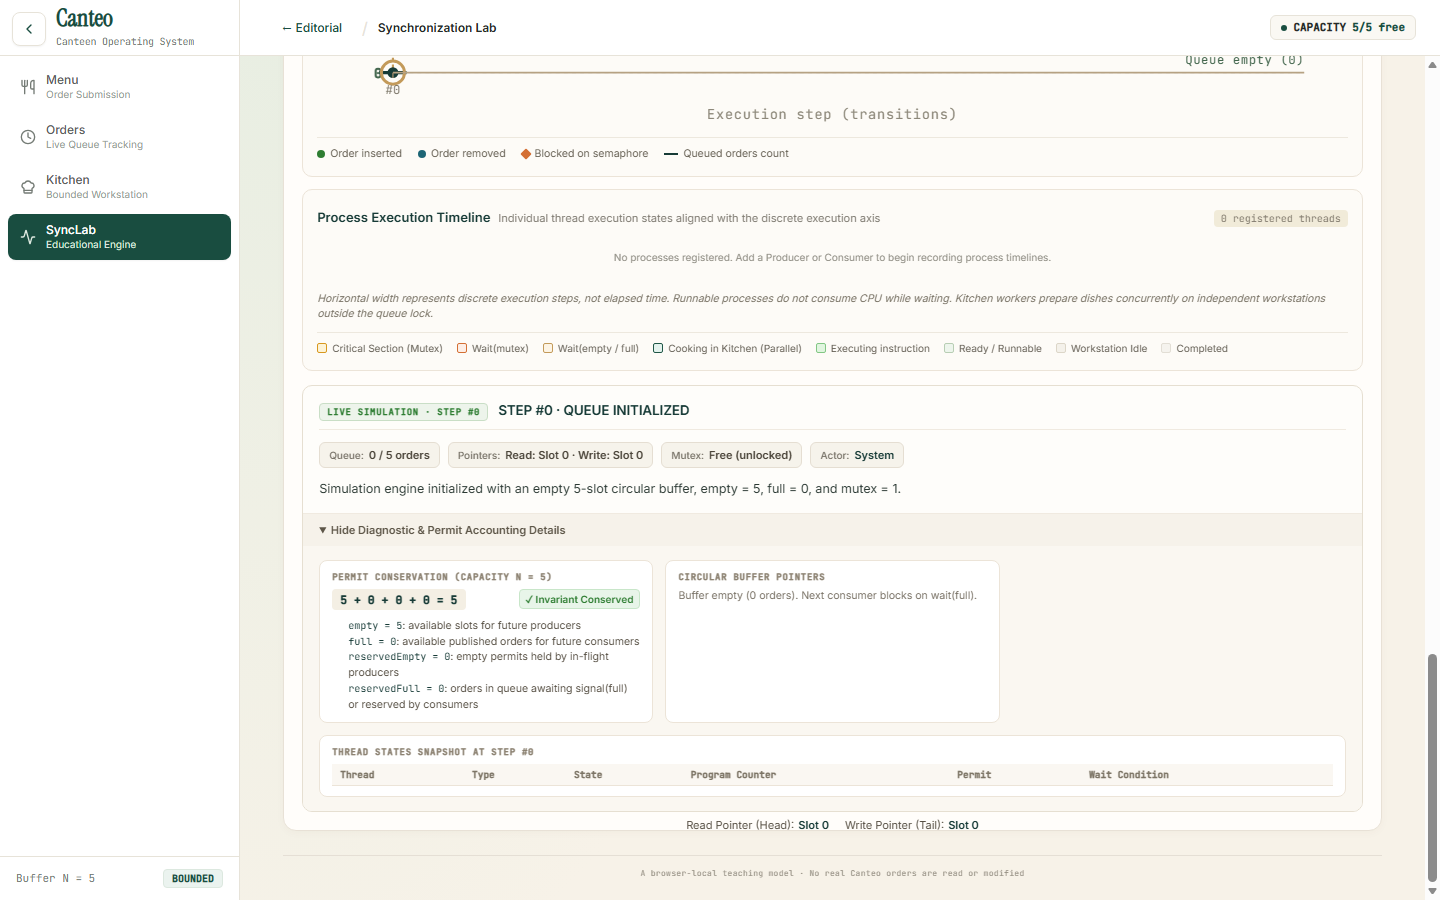 Canteo
Canteen Operating System
← Editorial / Synchronization Lab
CAPACITY 5/5 free
Menu
Order Submission
Orders
Live Queue Tracking
Kitchen
Bounded Workstation
SyncLab
Educational Engine
Buffer N = 5 BOUNDED
Queue empty (0)
0
#0
Execution step (transitions)
Order inserted Order removed Blocked on semaphore Queued orders count
Process Execution Timeline Individual thread execution states aligned with the discrete execution axis 0 registered threads
No processes registered. Add a Producer or Consumer to begin recording process timelines.
Horizontal width represents discrete execution steps, not elapsed time. Runnable processes do not consume CPU while waiting. Kitchen workers prepare dishes concurrently on independent workstations
outside the queue lock.
Critical Section (Mutex) Wait(mutex) Wait(empty / full) Cooking in Kitchen (Parallel) Executing instruction Ready / Runnable Workstation Idle Completed
LIVE SIMULATION · STEP #0 STEP #0 · QUEUE INITIALIZED
Queue: 0 / 5 orders Pointers: Read: Slot 0 · Write: Slot 0 Mutex: Free (unlocked) Actor: System
Simulation engine initialized with an empty 5-slot circular buffer, empty = 5, full = 0, and mutex = 1.
▼ Hide Diagnostic & Permit Accounting Details
PERMIT CONSERVATION (CAPACITY N = 5)
5 + 0 + 0 + 0 = 5 ✓ Invariant Conserved
empty = 5: available slots for future producers
full = 0: available published orders for future consumers
reservedEmpty = 0: empty permits held by in-flight
producers
reservedFull = 0: orders in queue awaiting signal(full)
or reserved by consumers
CIRCULAR BUFFER POINTERS
Buffer empty (0 orders). Next consumer blocks on wait(full).
THREAD STATES SNAPSHOT AT STEP #0
Thread Type State Program Counter Permit Wait Condition
Read Pointer (Head): Slot 0 Write Pointer (Tail): Slot 0
A browser-local teaching model · No real Canteo orders are read or modified